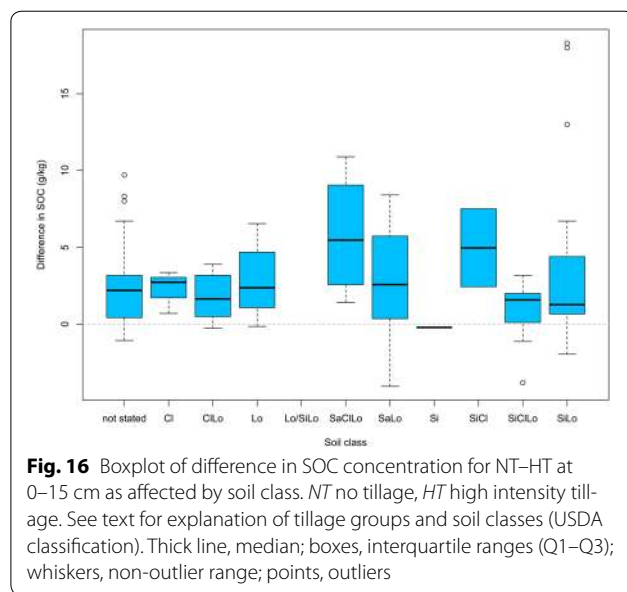 15
10
5
0
Difference in SOC (g/kg)
not stated Cl ClLo Lo Lo/SiLo SaClLo SaLo Si SiCl SiClLo SiLo
Soil class
Fig. 16 Boxplot of difference in SOC concentration for NT–HT at
0–15 cm as affected by soil class. NT no tillage, HT high intensity till-
age. See text for explanation of tillage groups and soil classes (USDA
classification). Thick line, median; boxes, interquartile ranges (Q1–Q3);
whiskers, non-outlier range; points, outliers